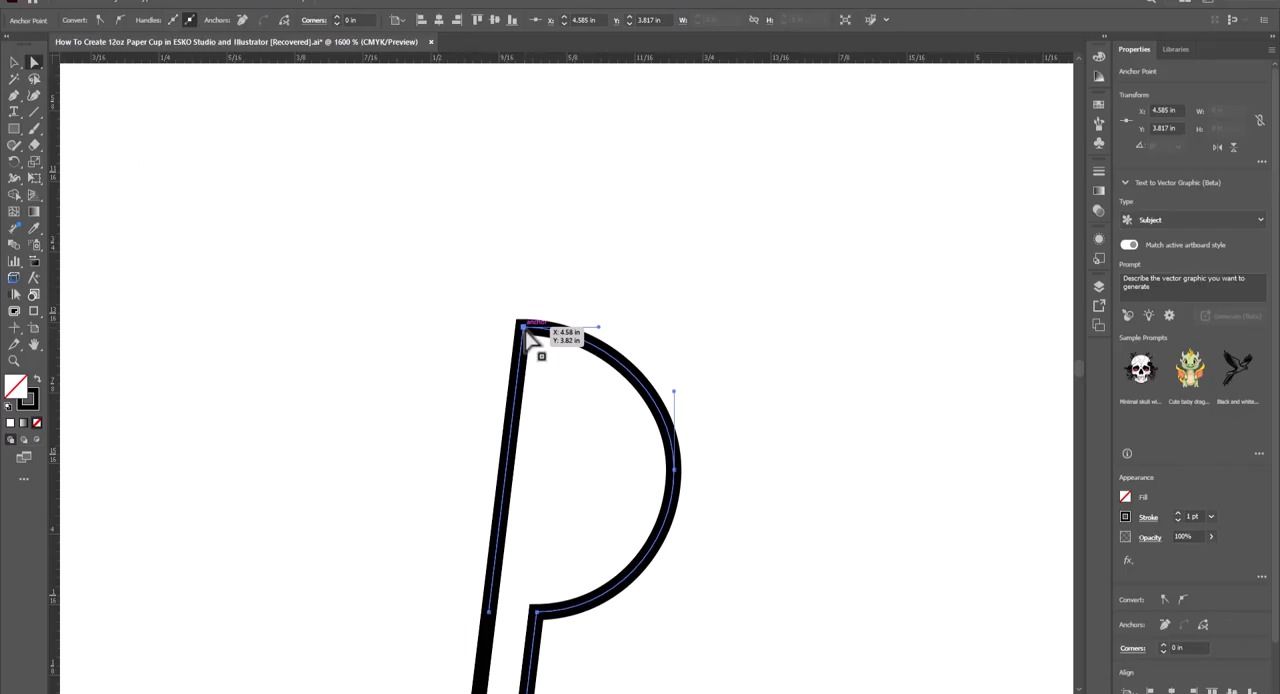 Anchor Point Convert: Handles: Anchors: Corners: 0 in X: 4.585 in Y: 3.817 in W: H:
How To Create 12oz Paper Cup in ESKO Studio and Illustrator [Recovered].ai* @ 1600 % (CMYK/Preview) ×
3/16 1/4 5/16 3/8 7/16 1/2 9/16 5/8 11/16 3/4 13/16 7/8 15/16 5 1/16
Properties Libraries
Anchor Point
Transform
X: 4.585 in W:
Y: 3.817 in H:
Text to Vector Graphic (Beta)
Type
Subject
Match active artboard style
Prompt
Describe the vector graphic you want to
generate
Generate (Beta)
Sample Prompts
Minimal skull wi... Cute baby drag... Black and white...
Appearance
Fill
Stroke 1 pt
Opacity 100%
fx.
Convert:
Anchors:
Corners: 0 in
Align
anchor
X: 4.58 in
Y: 3.82 in